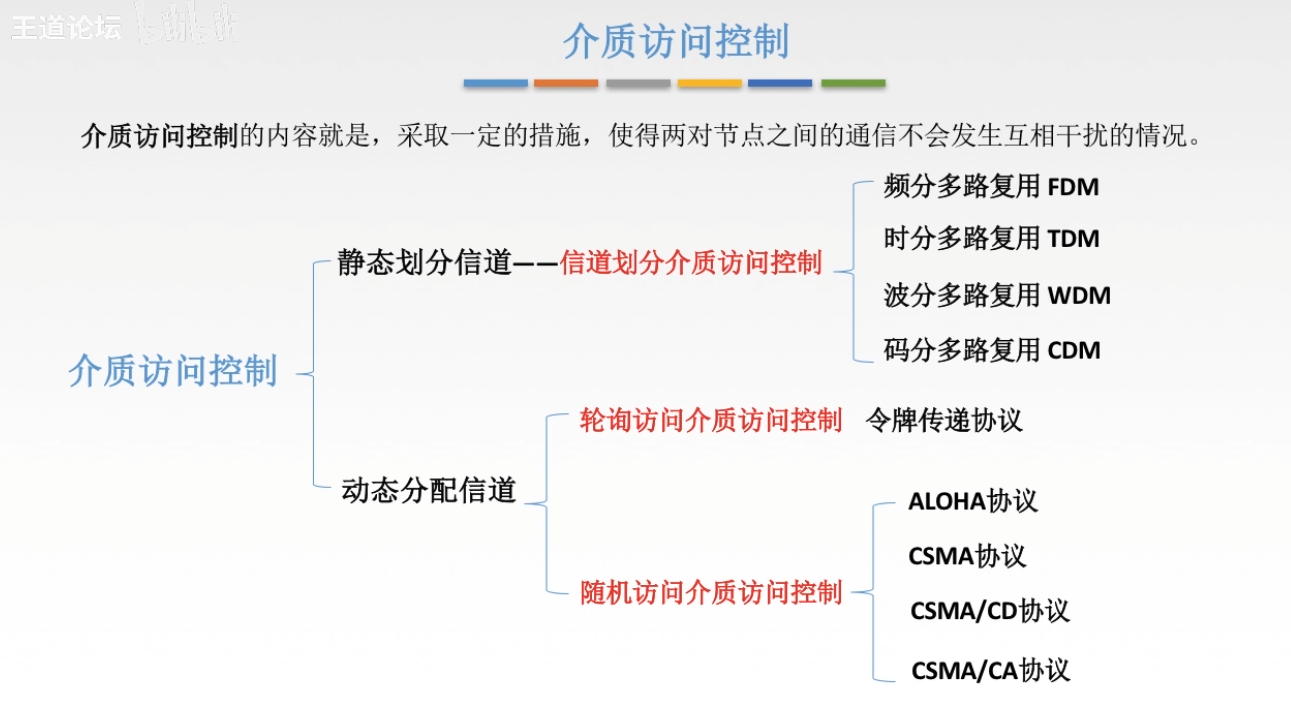 王道论坛 bilibili
介质访问控制
介质访问控制的内容就是，采取一定的措施，使得两对节点之间的通信不会发生互相干扰的情况。
介质访问控制
静态划分信道——信道划分介质访问控制
频分多路复用 FDM
时分多路复用 TDM
波分多路复用 WDM
码分多路复用 CDM
动态分配信道
轮询访问介质访问控制 令牌传递协议
随机访问介质访问控制
ALOHA协议
CSMA协议
CSMA/CD协议
CSMA/CA协议